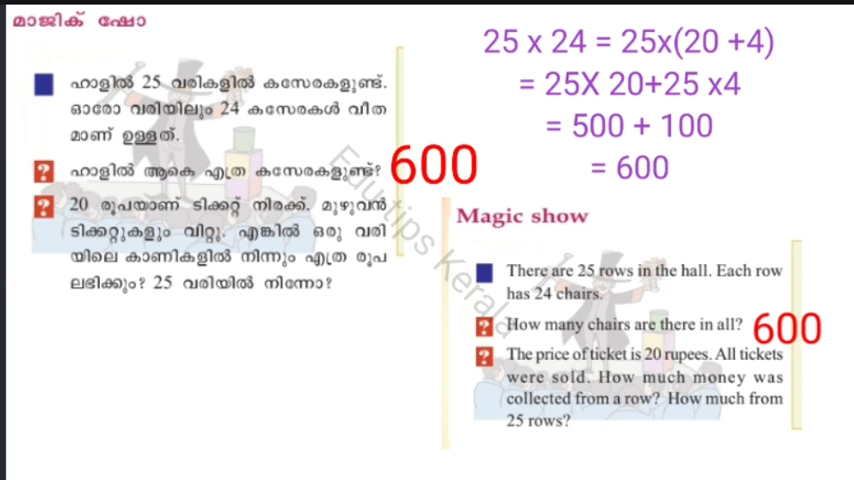 മാജിക് ഷോ
ഹാളിൽ 25 വരികളിൽ കസേരകളുണ്ട്.
ഓരോ വരിയിലും 24 കസേരകൾ വീത
മാണ് ഉള്ളത്.
ഹാളിൽ ആകെ എത്ര കസേരകളുണ്ട്? 600
20 രൂപയാണ് ടിക്കറ്റ് നിരക്ക്. മുഴുവൻ
ടിക്കറ്റുകളും വിറ്റു. എങ്കിൽ ഒരു വരി
യിലെ കാണികളിൽ നിന്നും എത്ര രൂപ
ലഭിക്കും? 25 വരിയിൽ നിന്നോ?
25 x 24 = 25x(20 +4)
= 25X 20+25 x4
= 500 + 100
= 600
Magic show
There are 25 rows in the hall. Each row
has 24 chairs.
How many chairs are there in all? 600
The price of ticket is 20 rupees. All tickets
were sold. How much money was
collected from a row? How much from
25 rows?
Edu tips Kerala